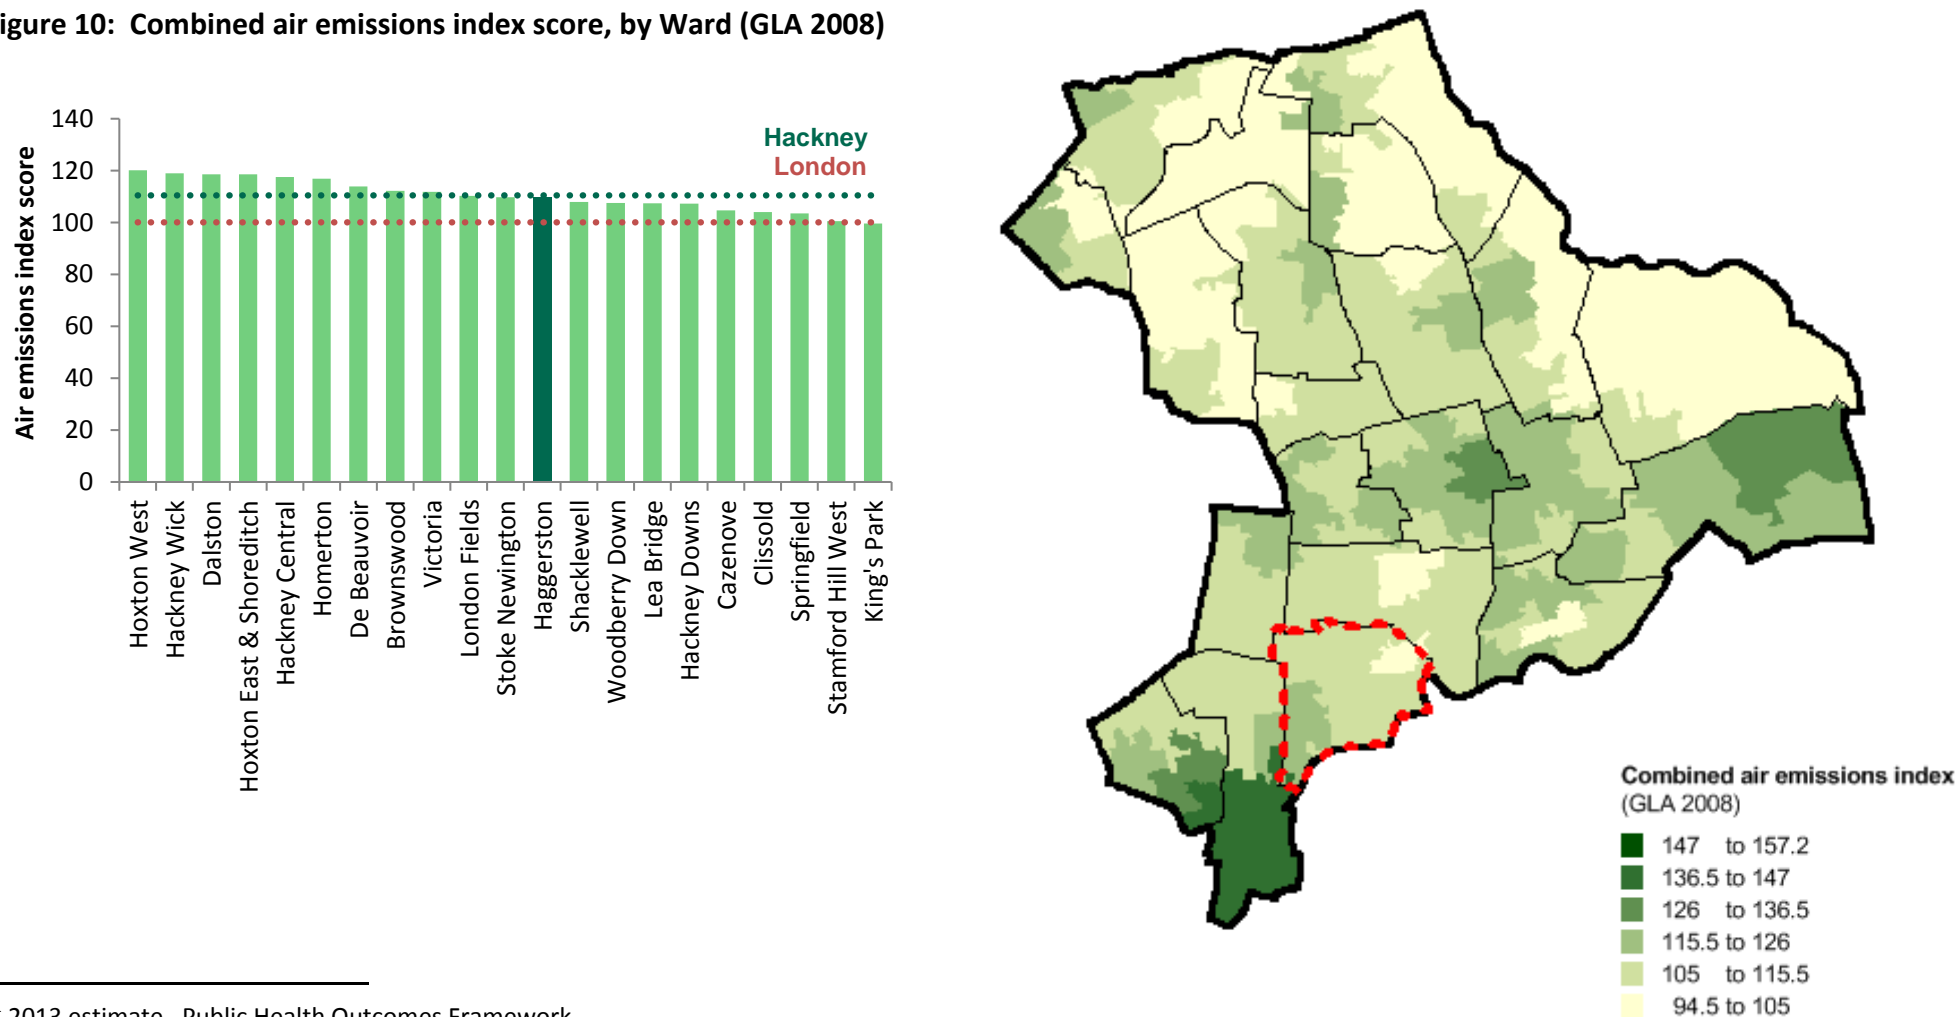 igure 10:  Combined air emissions index score, by Ward (GLA 2008)
Air emissions index score
140
120
100
80
60
40
20
0
Hackney
London
Hoxton West
Hackney Wick
Dalston
Hoxton East & Shoreditch
Hackney Central
Homerton
De Beauvoir
Brownswood
Victoria
London Fields
Stoke Newington
Haggerston
Shacklewell
Woodberry Down
Lea Bridge
Hackney Downs
Cazenove
Clissold
Springfield
Stamford Hill West
King's Park
Combined air emissions index
(GLA 2008)
147 to 157.2
136.5 to 147
126 to 136.5
115.5 to 126
105 to 115.5
94.5 to 105
2013 estimate. Public Health Outcomes Framework